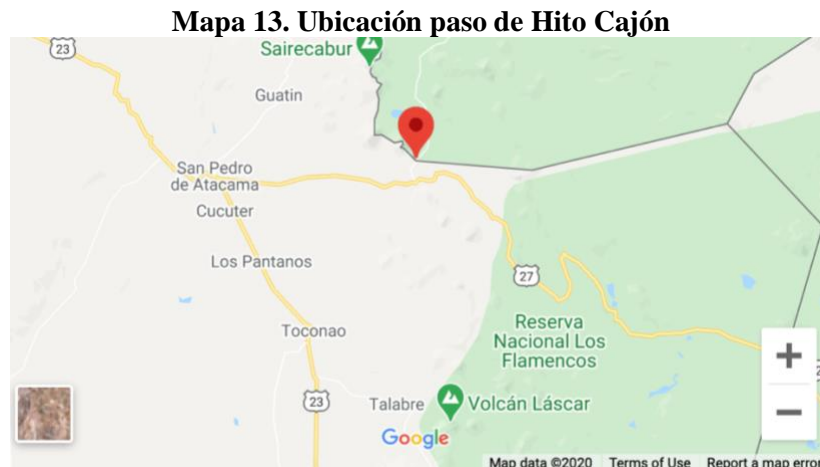 Mapa 13. Ubicación paso de Hito Cajón
23
Sairecabur
Guatin
San Pedro
de Atacama
Cucuter
Los Pantanos
27
Reserva
Nacional Los
Flamencos
Toconao
23
Talabre
Volcán Láscar
Google
+
−
Map data ©2020 Terms of Use Report a map error